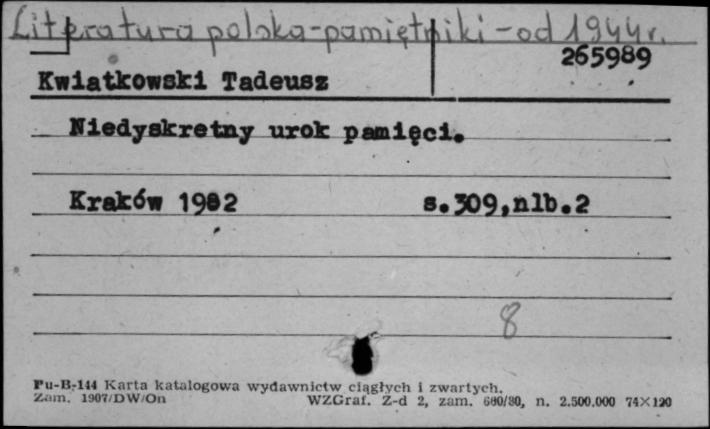 Literatura polska-pamiętniki-od 1944r.
265989
Kwiatkowski Tadeusz
Niedyskretny urok pamięci.
Kraków 1982 s.309,nlb.2
8
Pu-B-144 Karta katalogowa wydawnictw ciągłych i zwartych.
Zam. 1907/DW/On WZGraf. Z-d 2, zam. 680/80, n. 2.500.000 74×120